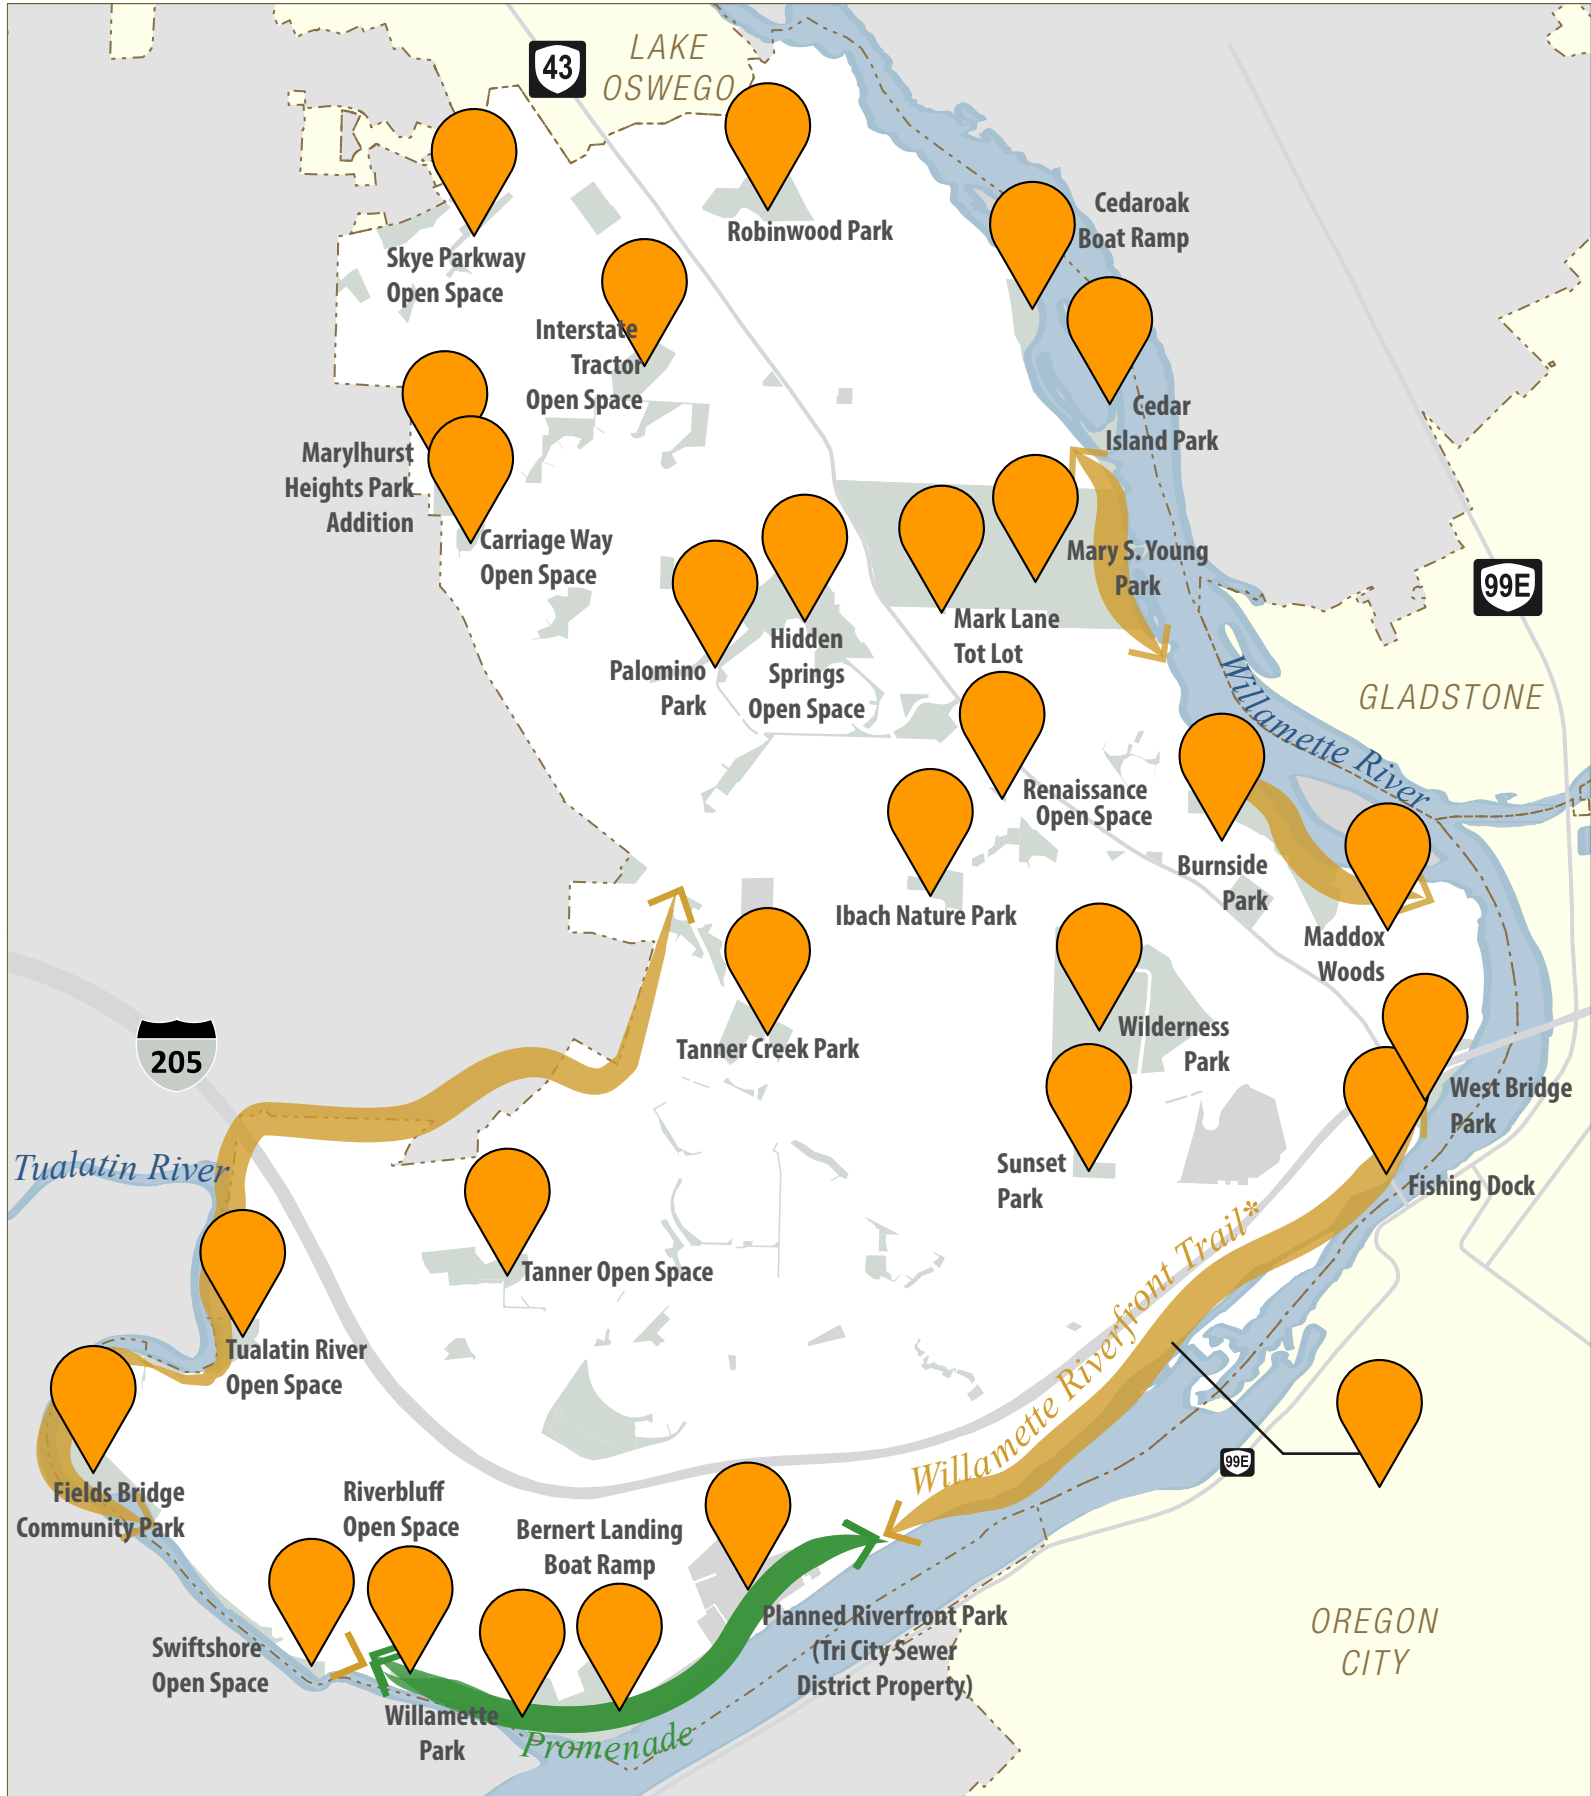 LAKE
OSWEGO
43
Cedaroak
Boat Ramp
Robinwood Park
Skye Parkway
Open Space
Interstate
Tractor
Open Space
Cedar
Island Park
Marylhurst
Heights Park
Addition
Carriage Way
Open Space
Mary S. Young
Park
99E
Mark Lane
Tot Lot
Hidden
Springs
Open Space
Palomino
Park
GLADSTONE
Willamette River
Renaissance
Open Space
Burnside
Park
Ibach Nature Park
Maddox
Woods
Wilderness
Park
Tanner Creek Park
205
West Bridge
Park
Tualatin River
Sunset
Park
Fishing Dock
Tanner Open Space
Willamette Riverfront Trail*
Tualatin River
Open Space
99E
Fields Bridge
Community Park
Riverbluff
Open Space
Bernert Landing
Boat Ramp
Planned Riverfront Park
(Tri City Sewer
District Property)
OREGON
CITY
Swiftshore
Open Space
Willamette
Park
Promenade